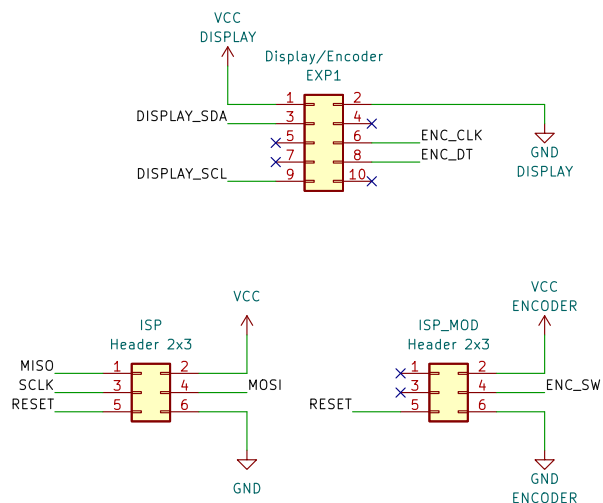 VCC
DISPLAY
Display/Encoder
EXP1
1 2
DISPLAY_SDA 3 4
5 6 ENC_CLK
7 8 ENC_DT
DISPLAY_SCL 9 10
GND
DISPLAY
VCC
ISP
Header 2x3
MISO 1 2
SCLK 3 4 MOSI
RESET 5 6
GND
VCC
ENCODER
ISP_MOD
Header 2x3
1 2
3 4 ENC_SW
RESET 5 6
GND
ENCODER